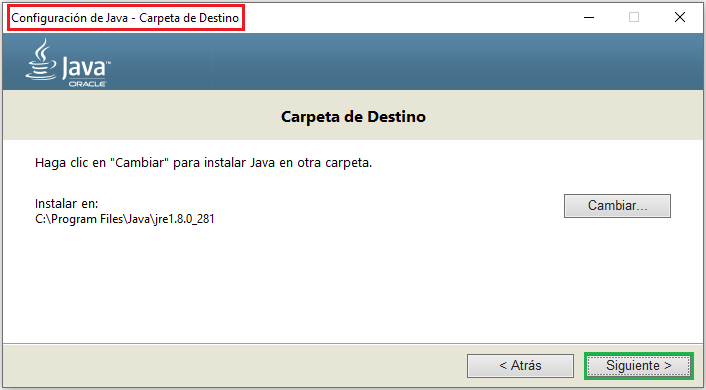 Configuración de Java - Carpeta de Destino
Java™
ORACLE
Carpeta de Destino
Haga clic en "Cambiar" para instalar Java en otra carpeta.
Instalar en:
Cambiar...
C:\Program Files\Java\jre1.8.0_281
< Atrás
Siguiente >